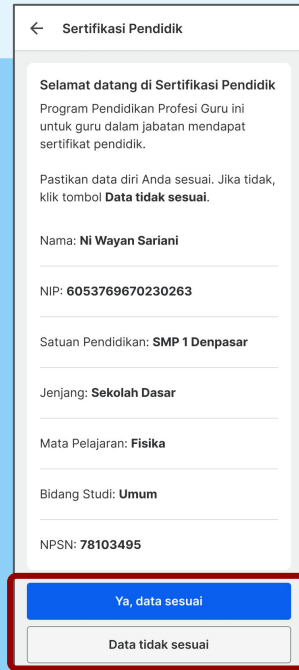 Sertifikasi Pendidik
Selamat datang di Sertifikasi Pendidik
Program Pendidikan Profesi Guru ini
untuk guru dalam jabatan mendapat
sertifikat pendidik.
Pastikan data diri Anda sesuai. Jika tidak,
klik tombol Data tidak sesuai.
Nama: Ni Wayan Sariani
NIP: 6053769670230263
Satuan Pendidikan: SMP 1 Denpasar
Jenjang: Sekolah Dasar
Mata Pelajaran: Fisika
Bidang Studi: Umum
NPSN: 78103495
Ya, data sesuai
Data tidak sesuai